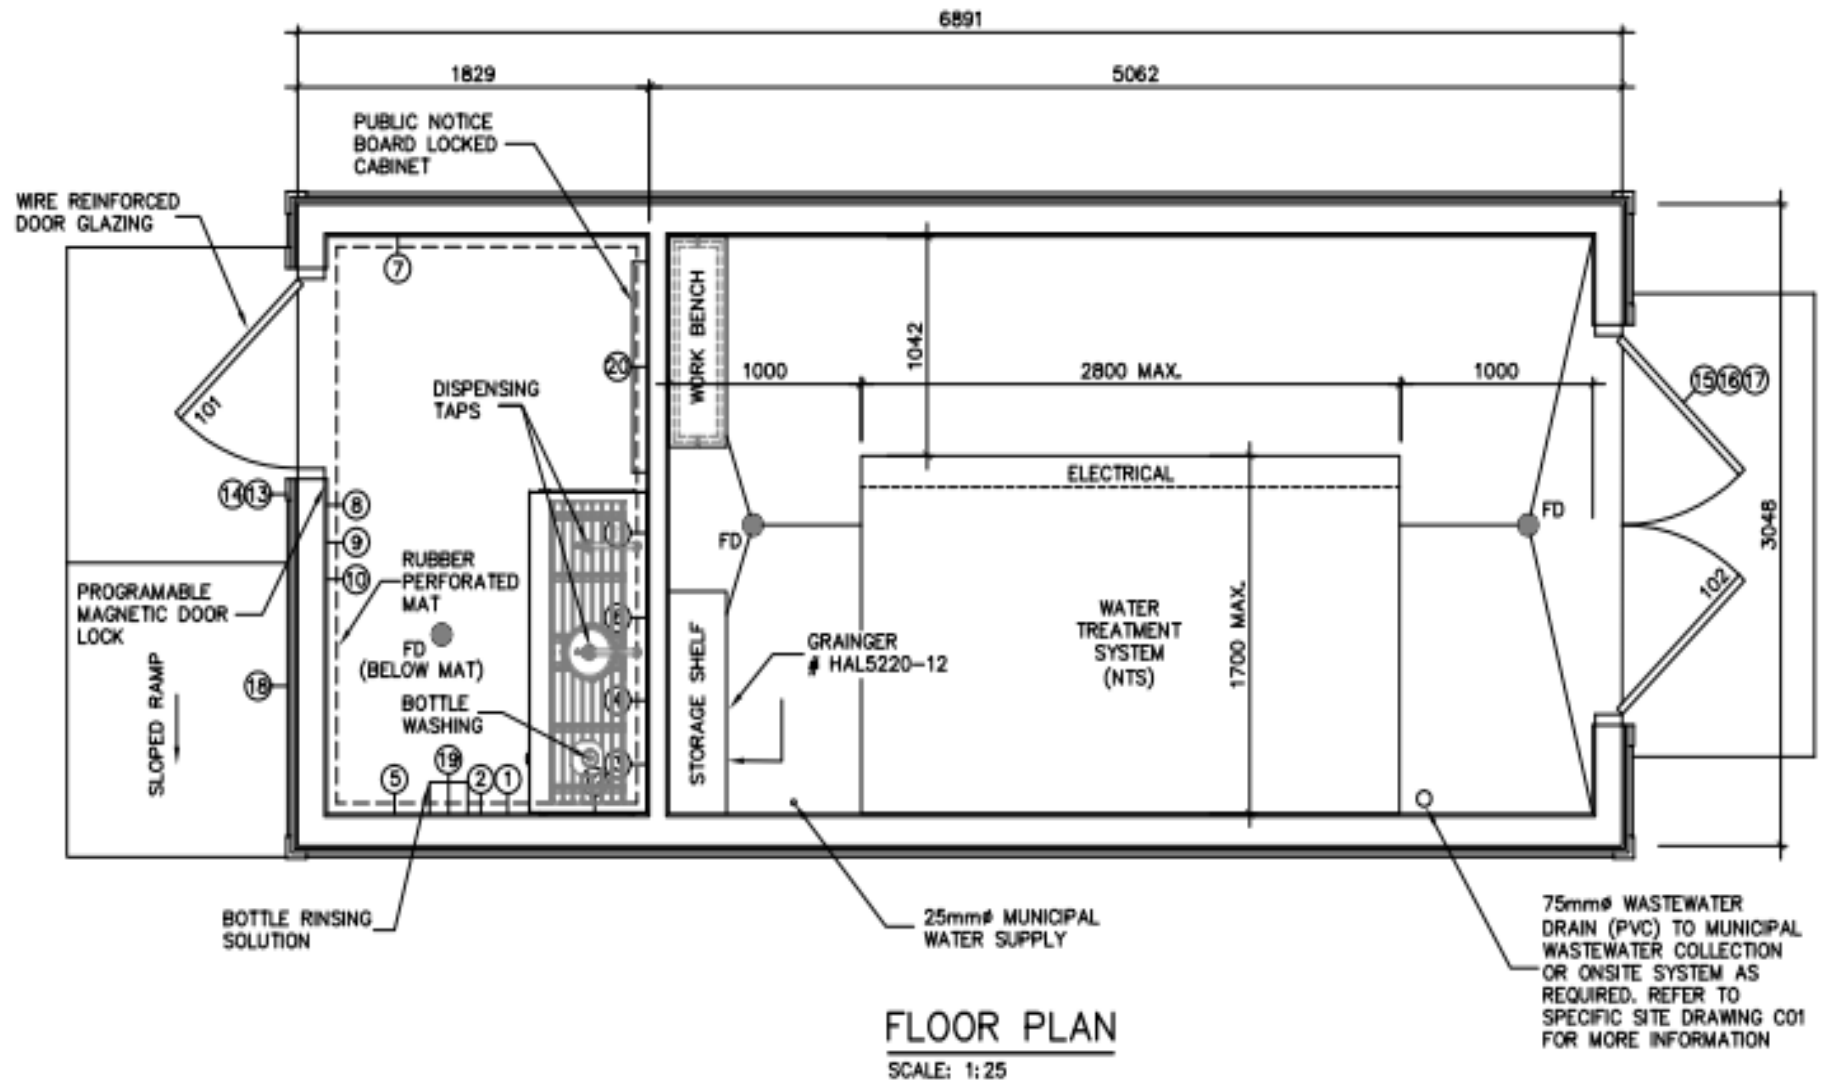 6891
1829
5062
PUBLIC NOTICE
BOARD LOCKED
CABINET
WIRE REINFORCED
DOOR GLAZING
7
WORK BENCH
1042
20
1000
2800 MAX.
1000
15 16 17
DISPENSING
TAPS
101
ELECTRICAL
14 13
8
FD
FD
3048
9
RUBBER
PERFORATED
MAT
10
PROGRAMABLE
MAGNETIC DOOR
LOCK
102
WATER
TREATMENT
SYSTEM
(NTS)
1700 MAX.
GRAINGER
# HAL5220-12
STORAGE SHELF
FD
(BELOW MAT)
18
SLOPED RAMP
BOTTLE
WASHING
19
5
2
1
BOTTLE RINSING
SOLUTION
25mmø MUNICIPAL
WATER SUPPLY
75mmø WASTEWATER
DRAIN (PVC) TO MUNICIPAL
WASTEWATER COLLECTION
OR ONSITE SYSTEM AS
REQUIRED. REFER TO
SPECIFIC SITE DRAWING C01
FOR MORE INFORMATION
FLOOR PLAN
SCALE: 1:25